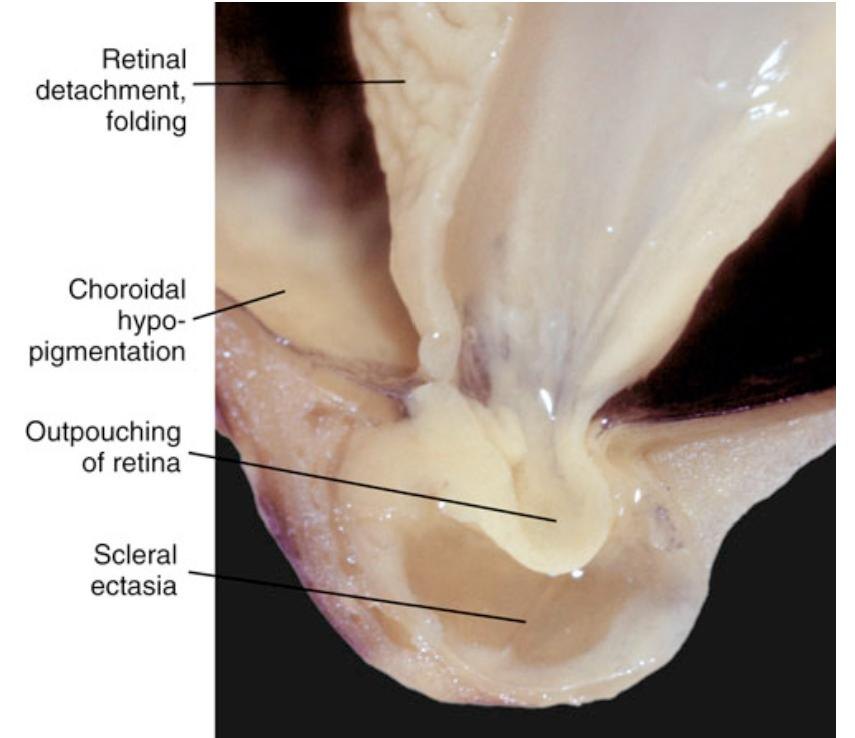 Retinal
detachment,
folding
Choroidal
hypo-
pigmentation
Outpouching
of retina
Scleral
ectasia